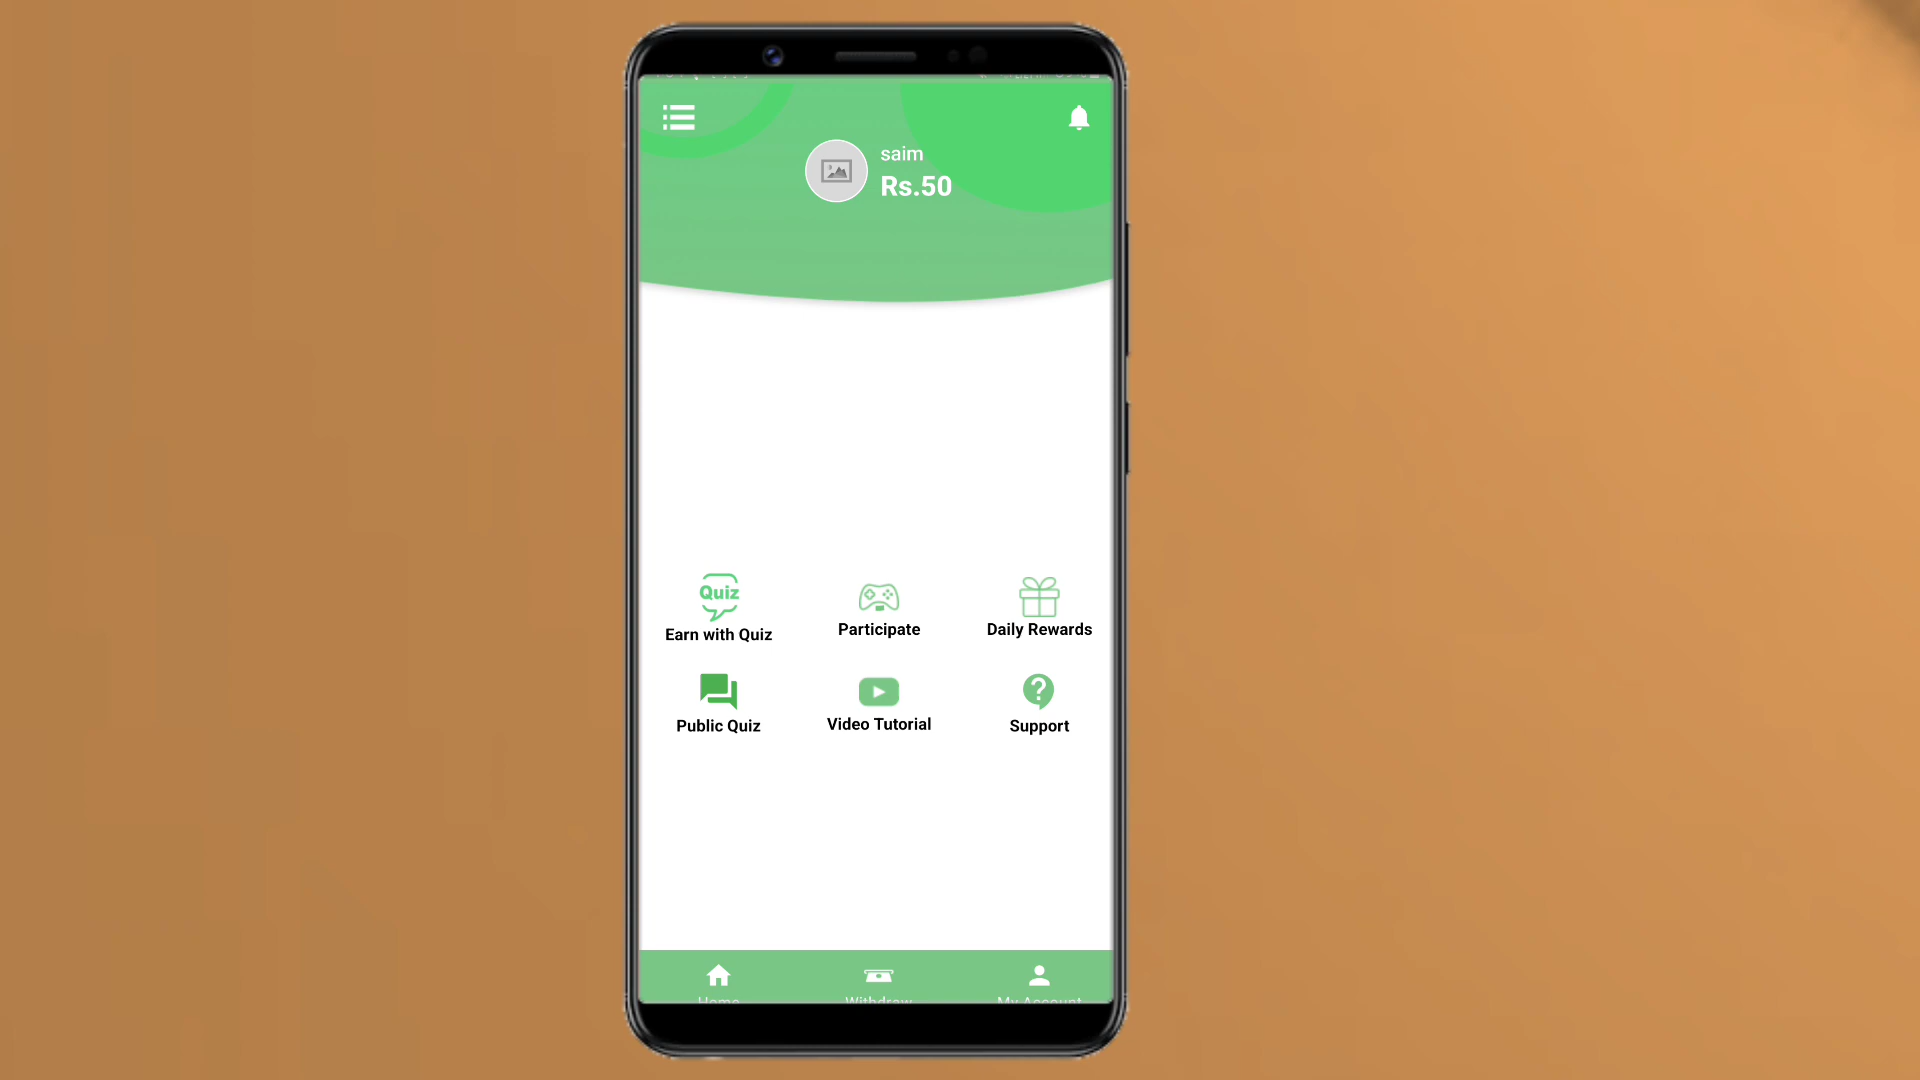 saim
Rs.50
Quiz
Earn with Quiz
Participate
Daily Rewards
Public Quiz
Video Tutorial
Support
Home
Withdraw
My Account